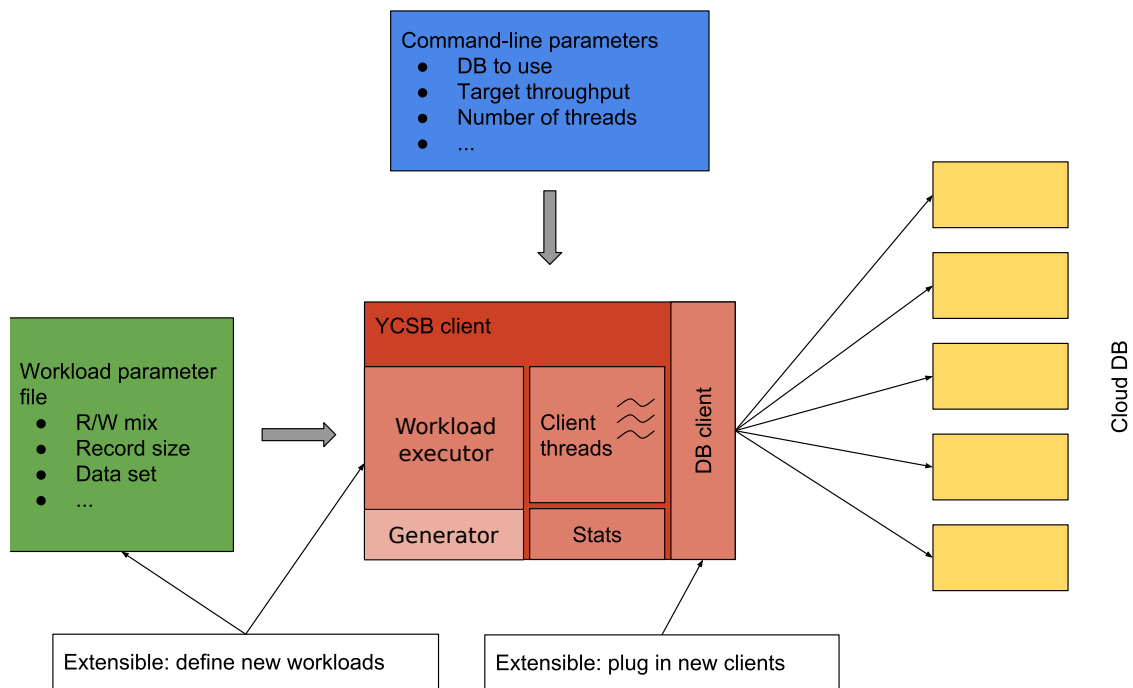 Command-line parameters
● DB to use
● Target throughput
● Number of threads
● ...
YCSB client
Workload parameter
file
● R/W mix
● Record size
● Data set
● ...
Workload
executor
Client
threads
DB client
Cloud DB
Generator
Stats
Extensible: define new workloads
Extensible: plug in new clients